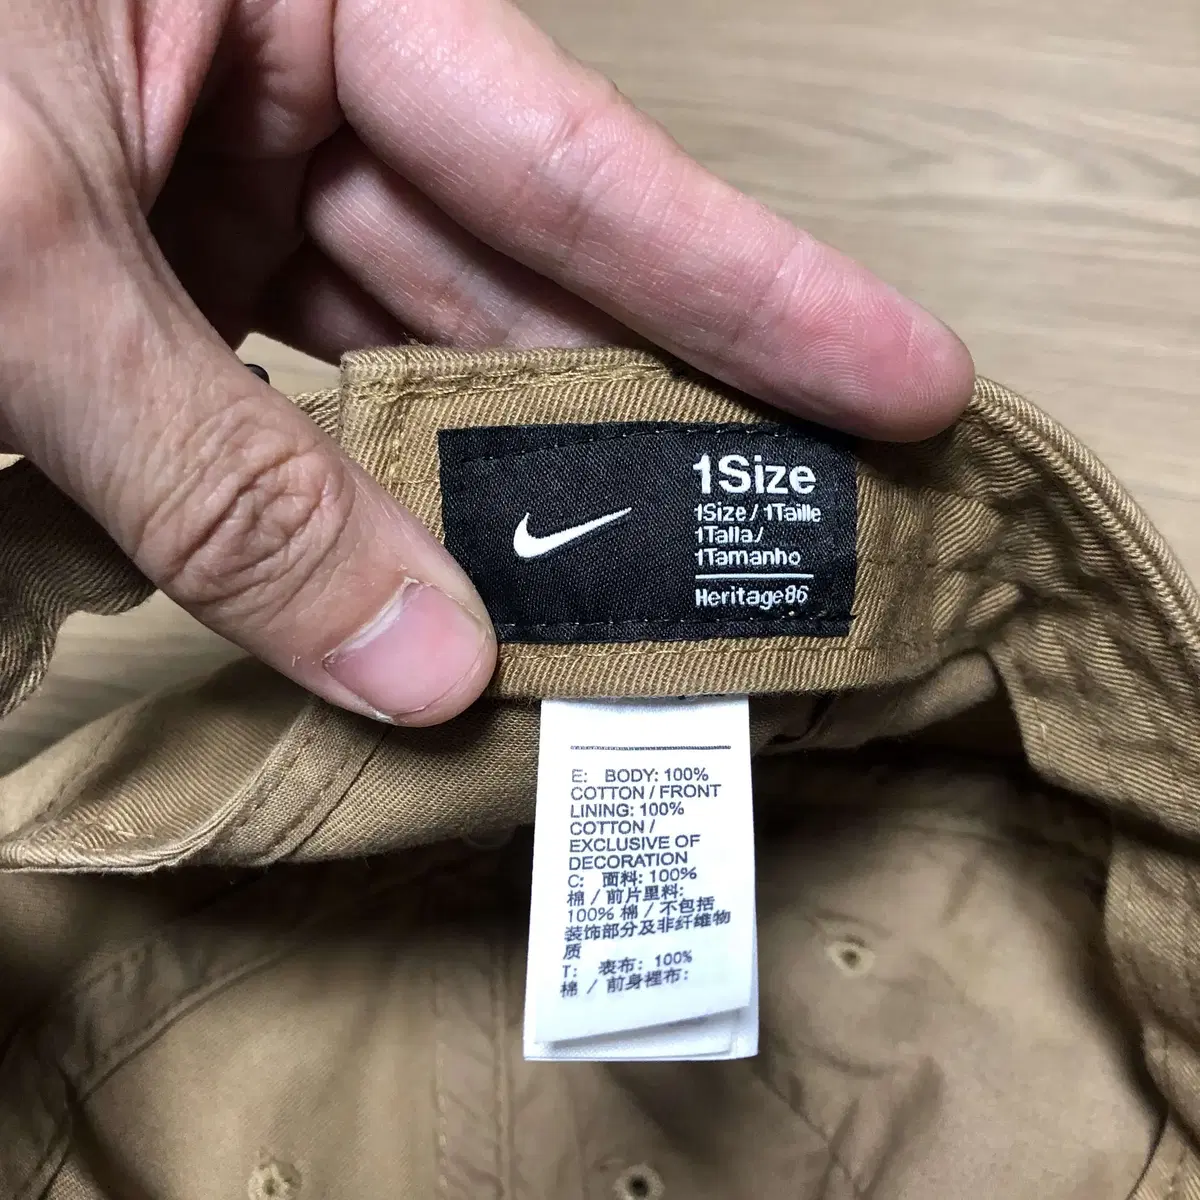 1Size
1Size / 1Taille
1Talla /
1Tamanho
Heritage86
E: BODY: 100%
COTTON / FRONT
LINING: 100%
COTTON /
EXCLUSIVE OF
DECORATION
C: 面料: 100%
棉 / 前片里料:
100% 棉 / 不包括
装饰部分及非纤维物
质
T: 表布: 100%
棉 / 前身裡布: